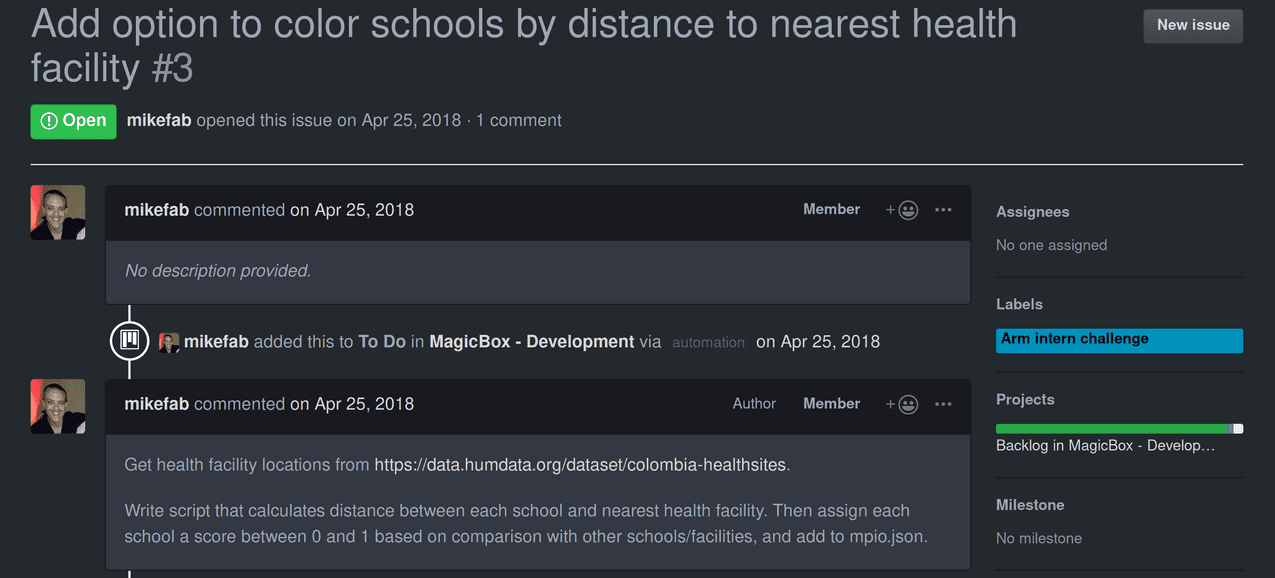 Add option to color schools by distance to nearest health
facility #3
New issue
Open mikefab opened this issue on Apr 25, 2018 · 1 comment
mikefab commented on Apr 25, 2018 Member
No description provided.
mikefab added this to To Do in MagicBox - Development via automation on Apr 25, 2018
mikefab commented on Apr 25, 2018 Author Member
Get health facility locations from https://data.humdata.org/dataset/colombia-healthsites.
Write script that calculates distance between each school and nearest health facility. Then assign each
school a score between 0 and 1 based on comparison with other schools/facilities, and add to mpio.json.
Assignees
No one assigned
Labels
Arm intern challenge
Projects
Backlog in MagicBox - Develop…
Milestone
No milestone